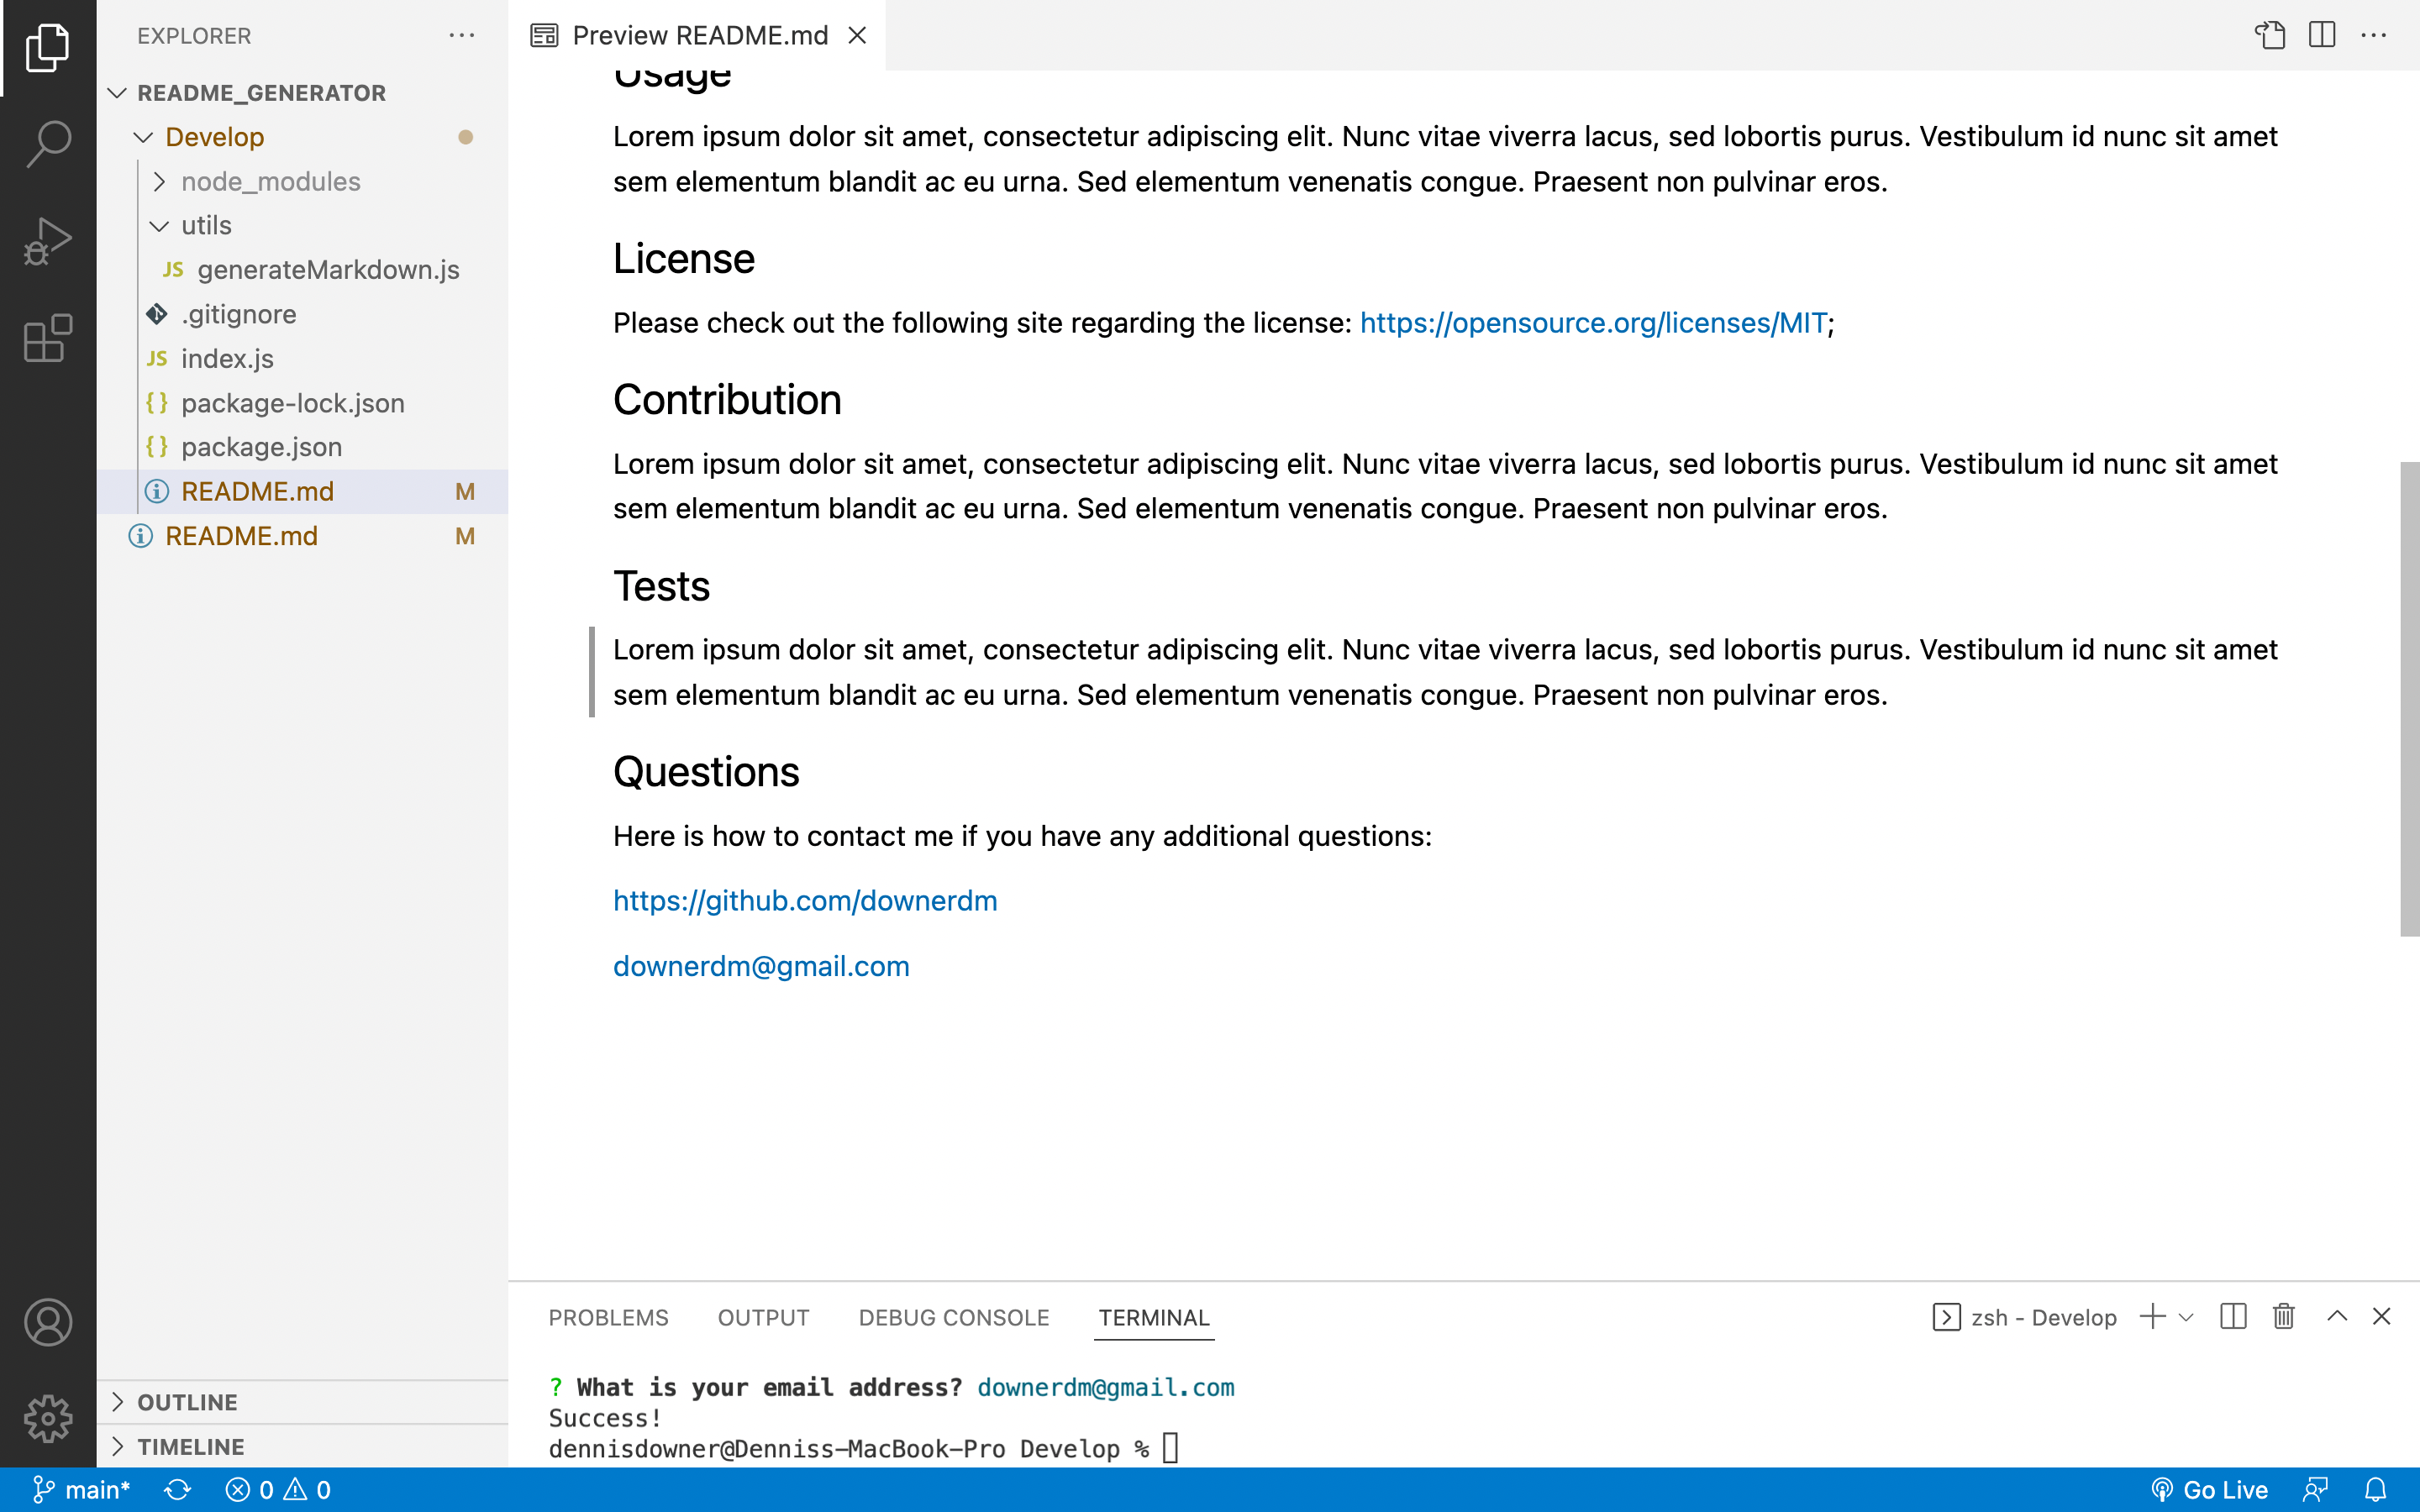 EXPLORER
README_GENERATOR
Develop
node_modules
utils
JS generateMarkdown.js
.gitignore
JS index.js
{ } package-lock.json
{ } package.json
README.md M
README.md M
OUTLINE
TIMELINE
Preview README.md
Usage
Lorem ipsum dolor sit amet, consectetur adipiscing elit. Nunc vitae viverra lacus, sed lobortis purus. Vestibulum id nunc sit amet
sem elementum blandit ac eu urna. Sed elementum venenatis congue. Praesent non pulvinar eros.
License
Please check out the following site regarding the license: https://opensource.org/licenses/MIT;
Contribution
Lorem ipsum dolor sit amet, consectetur adipiscing elit. Nunc vitae viverra lacus, sed lobortis purus. Vestibulum id nunc sit amet
sem elementum blandit ac eu urna. Sed elementum venenatis congue. Praesent non pulvinar eros.
Tests
Lorem ipsum dolor sit amet, consectetur adipiscing elit. Nunc vitae viverra lacus, sed lobortis purus. Vestibulum id nunc sit amet
sem elementum blandit ac eu urna. Sed elementum venenatis congue. Praesent non pulvinar eros.
Questions
Here is how to contact me if you have any additional questions:
https://github.com/downerdm
downerdm@gmail.com
PROBLEMS OUTPUT DEBUG CONSOLE TERMINAL zsh - Develop
? What is your email address? downerdm@gmail.com
Success!
dennisdowner@Denniss-MacBook-Pro Develop %
main* 0 0 Go Live